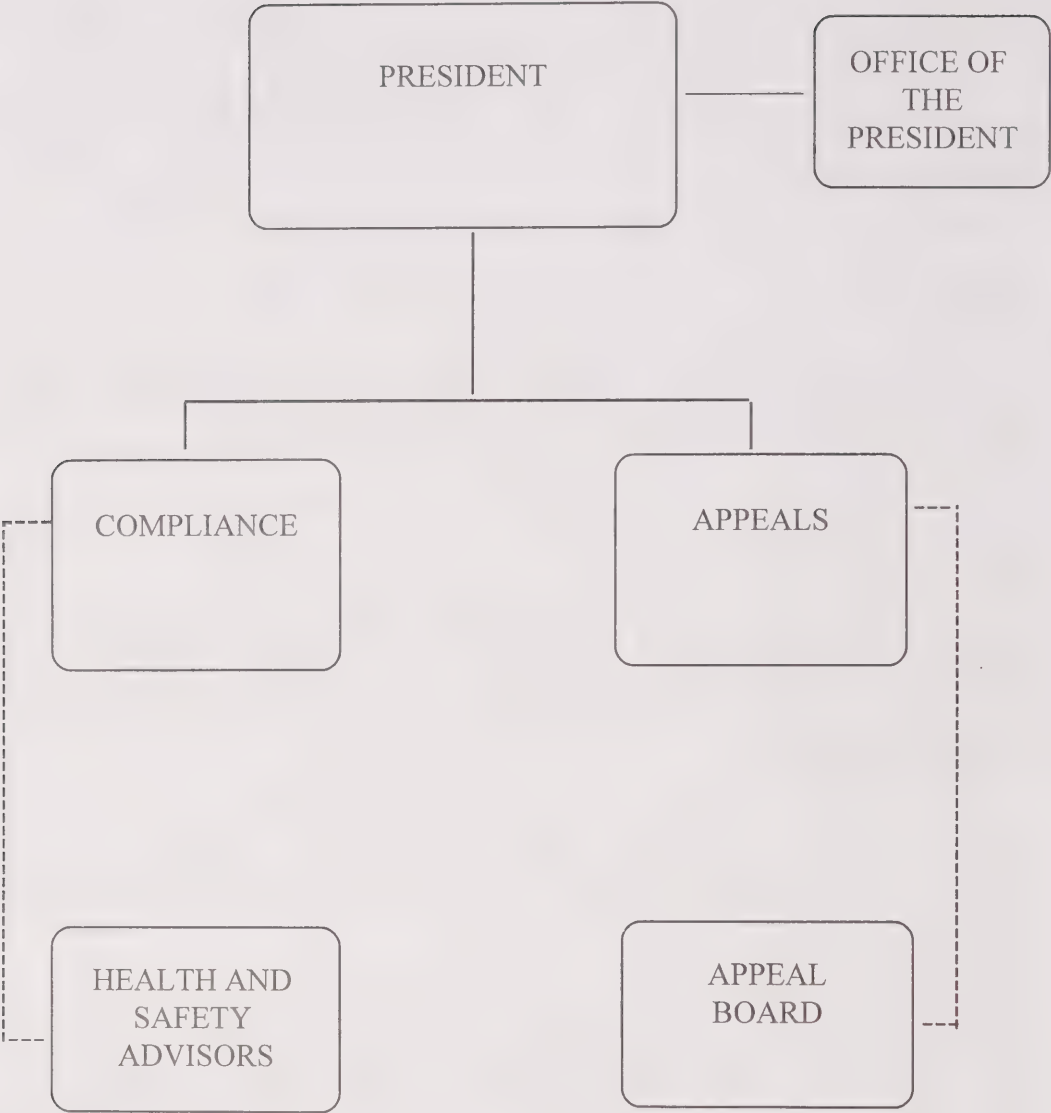 PRESIDENT
OFFICE OF
THE
PRESIDENT
COMPLIANCE
APPEALS
HEALTH AND
SAFETY
ADVISORS
APPEAL
BOARD